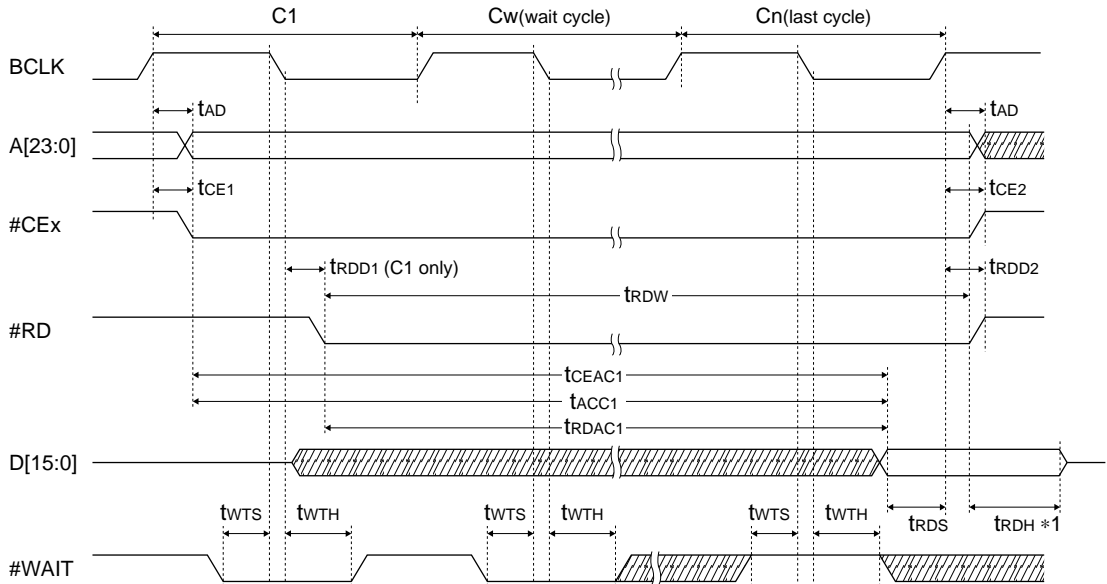 C1 Cw(wait cycle) Cn(last cycle)
BCLK
tAD tAD
A[23:0]
tCE1 tCE2
#CEx
tRDD1 (C1 only) tRDD2
tRDW
#RD
tCEAC1
tACC1
tRDAC1
D[15:0]
tWTS tWTH tWTS tWTH tWTS tWTH tRDS tRDH *1
#WAIT